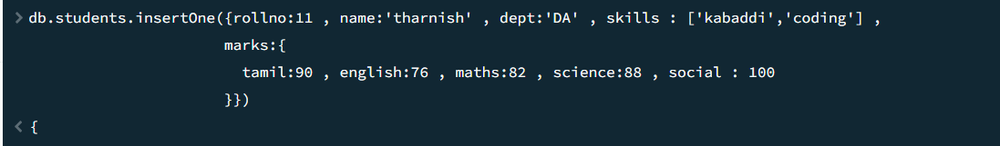 > db.students.insertOne({rollno:11 , name:'tharnish' , dept:'DA' , skills : ['kabaddi','coding'] ,
marks:{
tamil:90 , english:76 , maths:82 , science:88 , social : 100
}})
< {